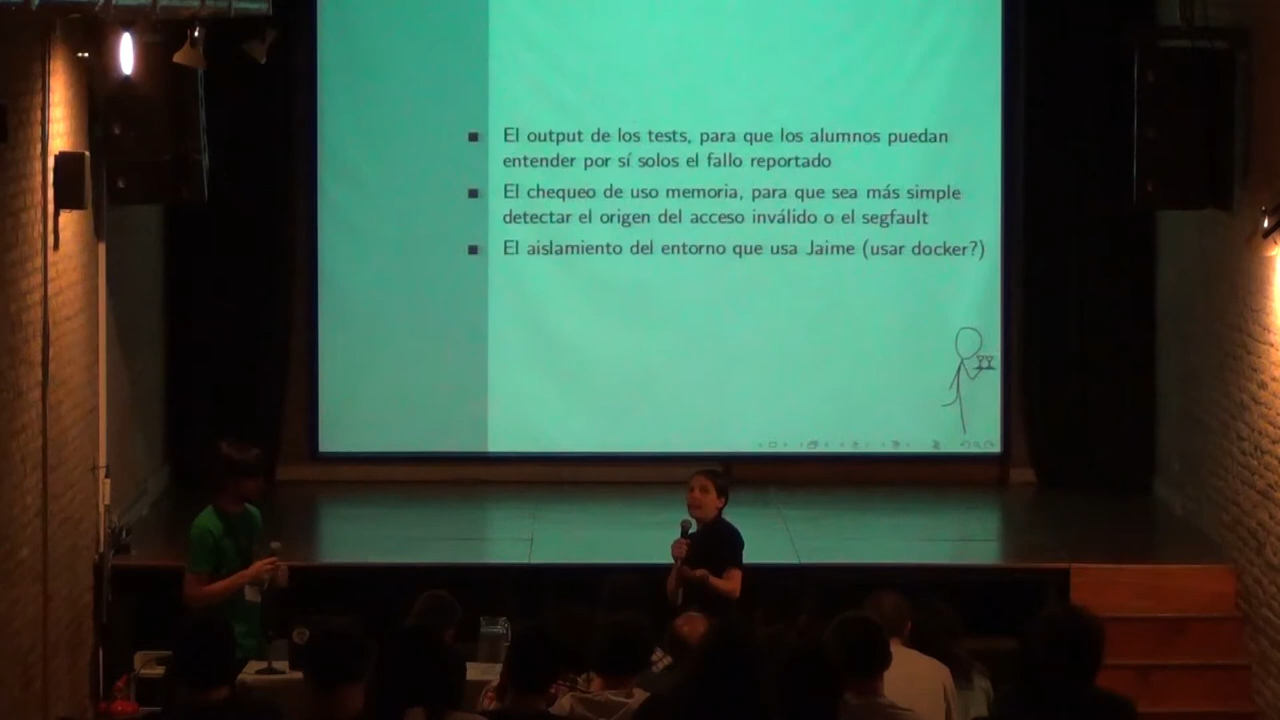 El output de los tests, para que los alumnos puedan
entender por sí solos el fallo reportado
El chequeo de uso memoria, para que sea más simple
detectar el origen del acceso inválido o el segfault
El aislamiento del entorno que usa Jaime (usar docker?)